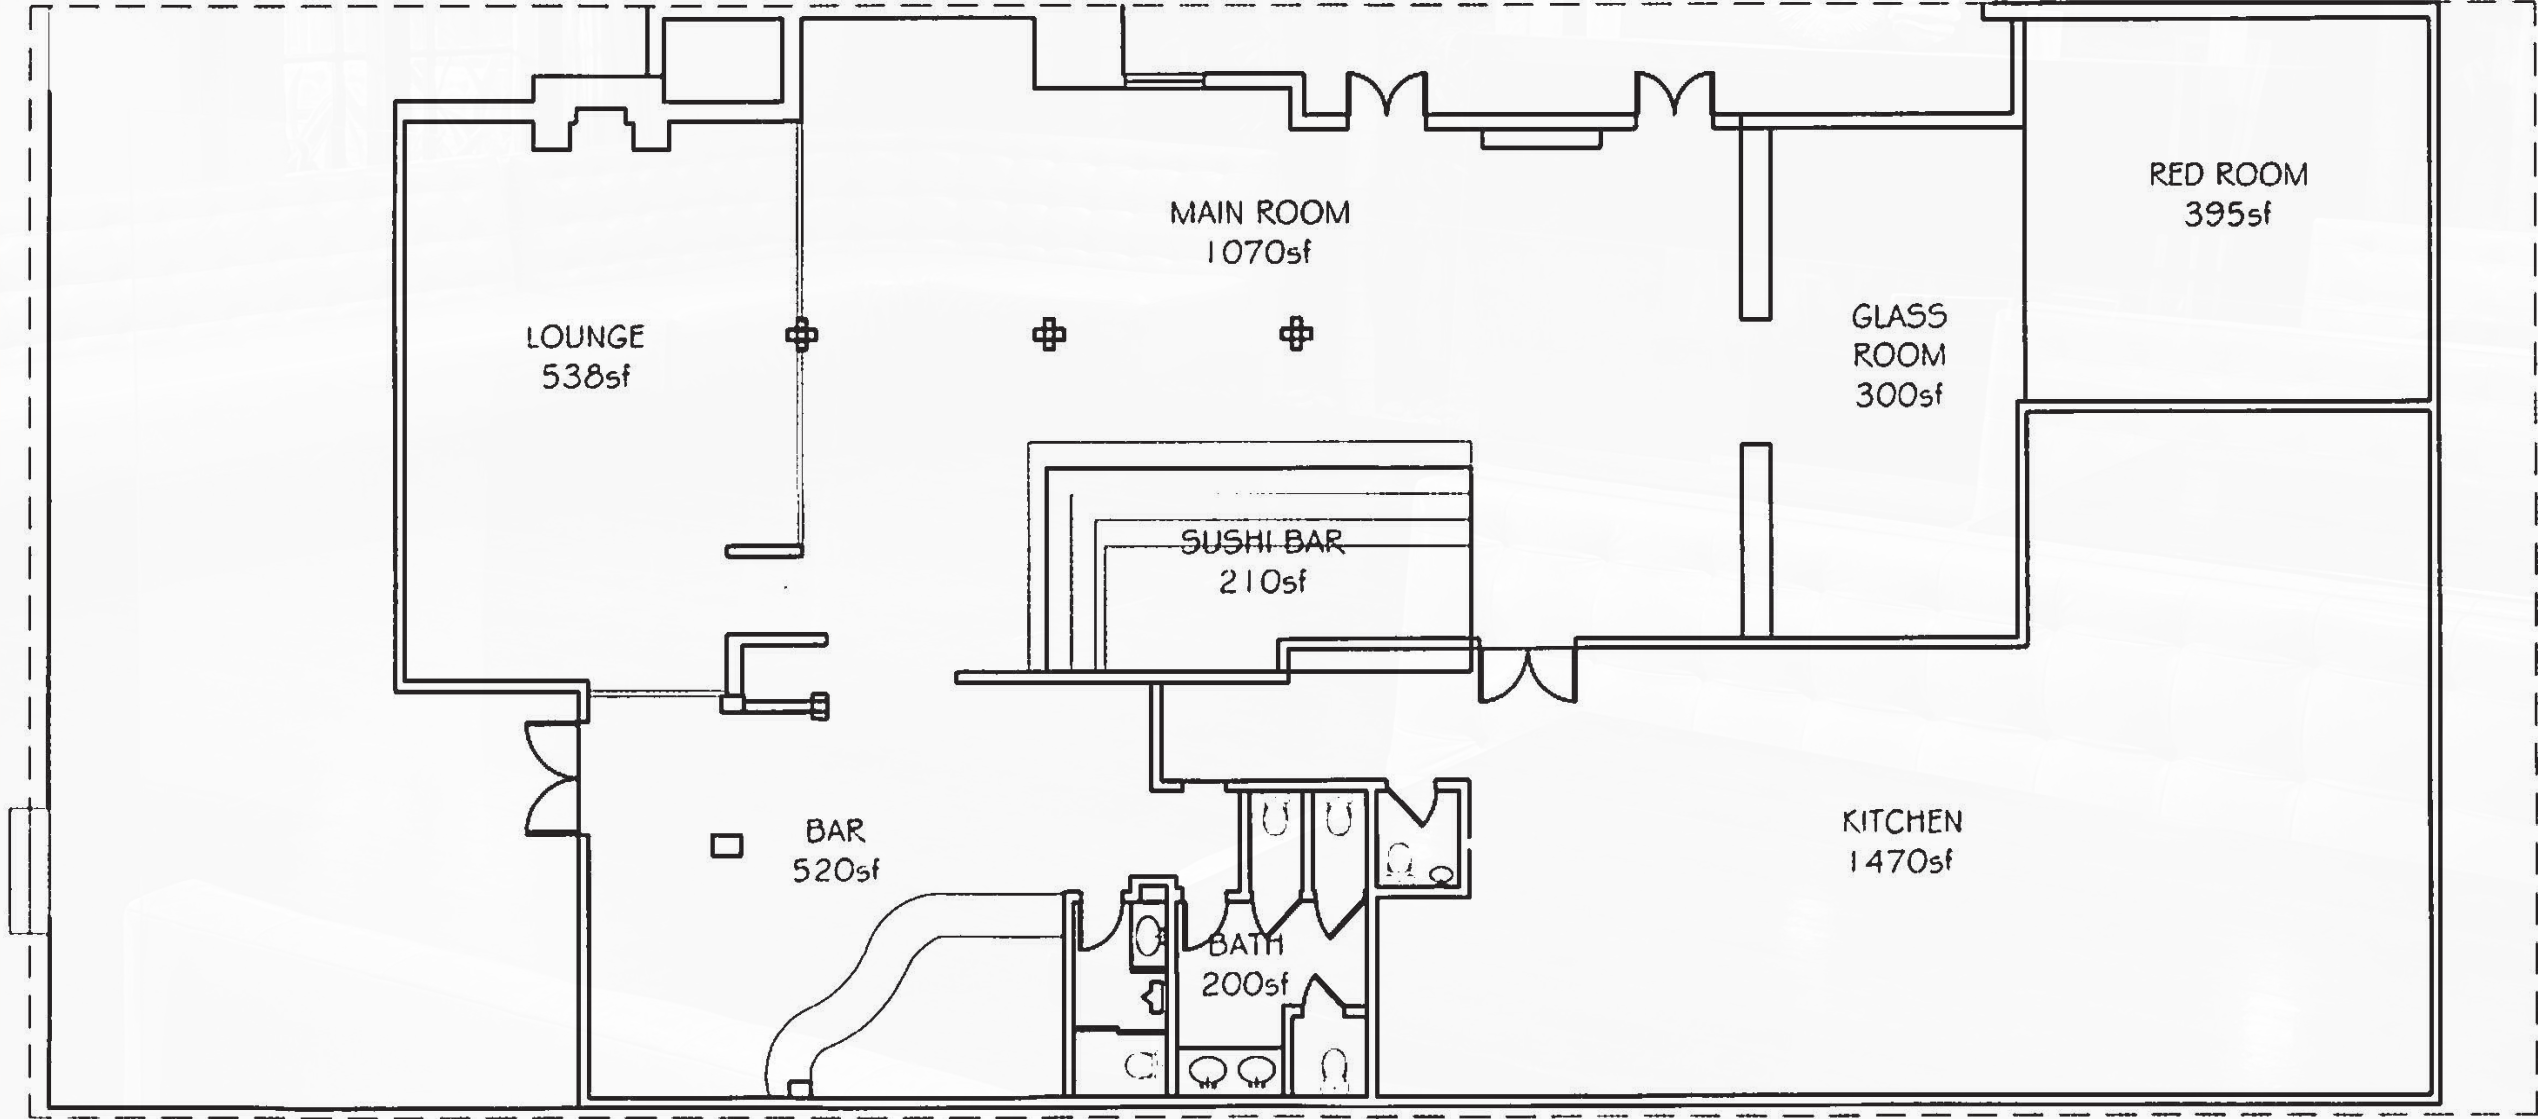 RED ROOM
395sf
MAIN ROOM
1070sf
GLASS
ROOM
300sf
LOUNGE
538sf
SUSHI BAR
210sf
BAR
520sf
KITCHEN
1470sf
BATH
200sf